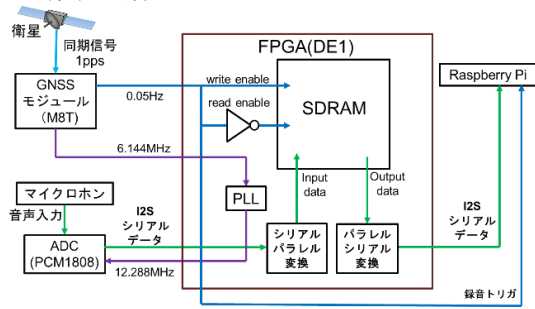 衛星
同期信号
1pps
GNSS
モジュール
(M8T)
0.05Hz
6.144MHz
マイクロホン
音声入力
ADC
(PCM1808)
12.288MHz
I2S
シリアル
データ
FPGA(DE1)
write enable
read enable
SDRAM
Input
data
Output
data
PLL
シリアル
パラレル
変換
パラレル
シリアル
変換
I2S
シリアル
データ
Raspberry Pi
録音トリガ